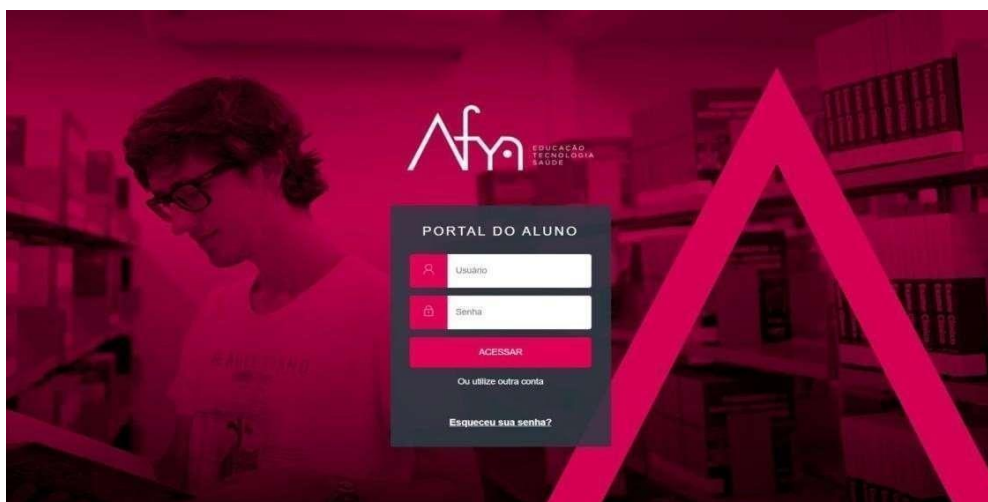 Afya
EDUCAÇÃO
TECNOLOGIA
SAÚDE
PORTAL DO ALUNO
Usuário
Senha
ACESSAR
Ou utilize outra conta
Esqueceu sua senha?